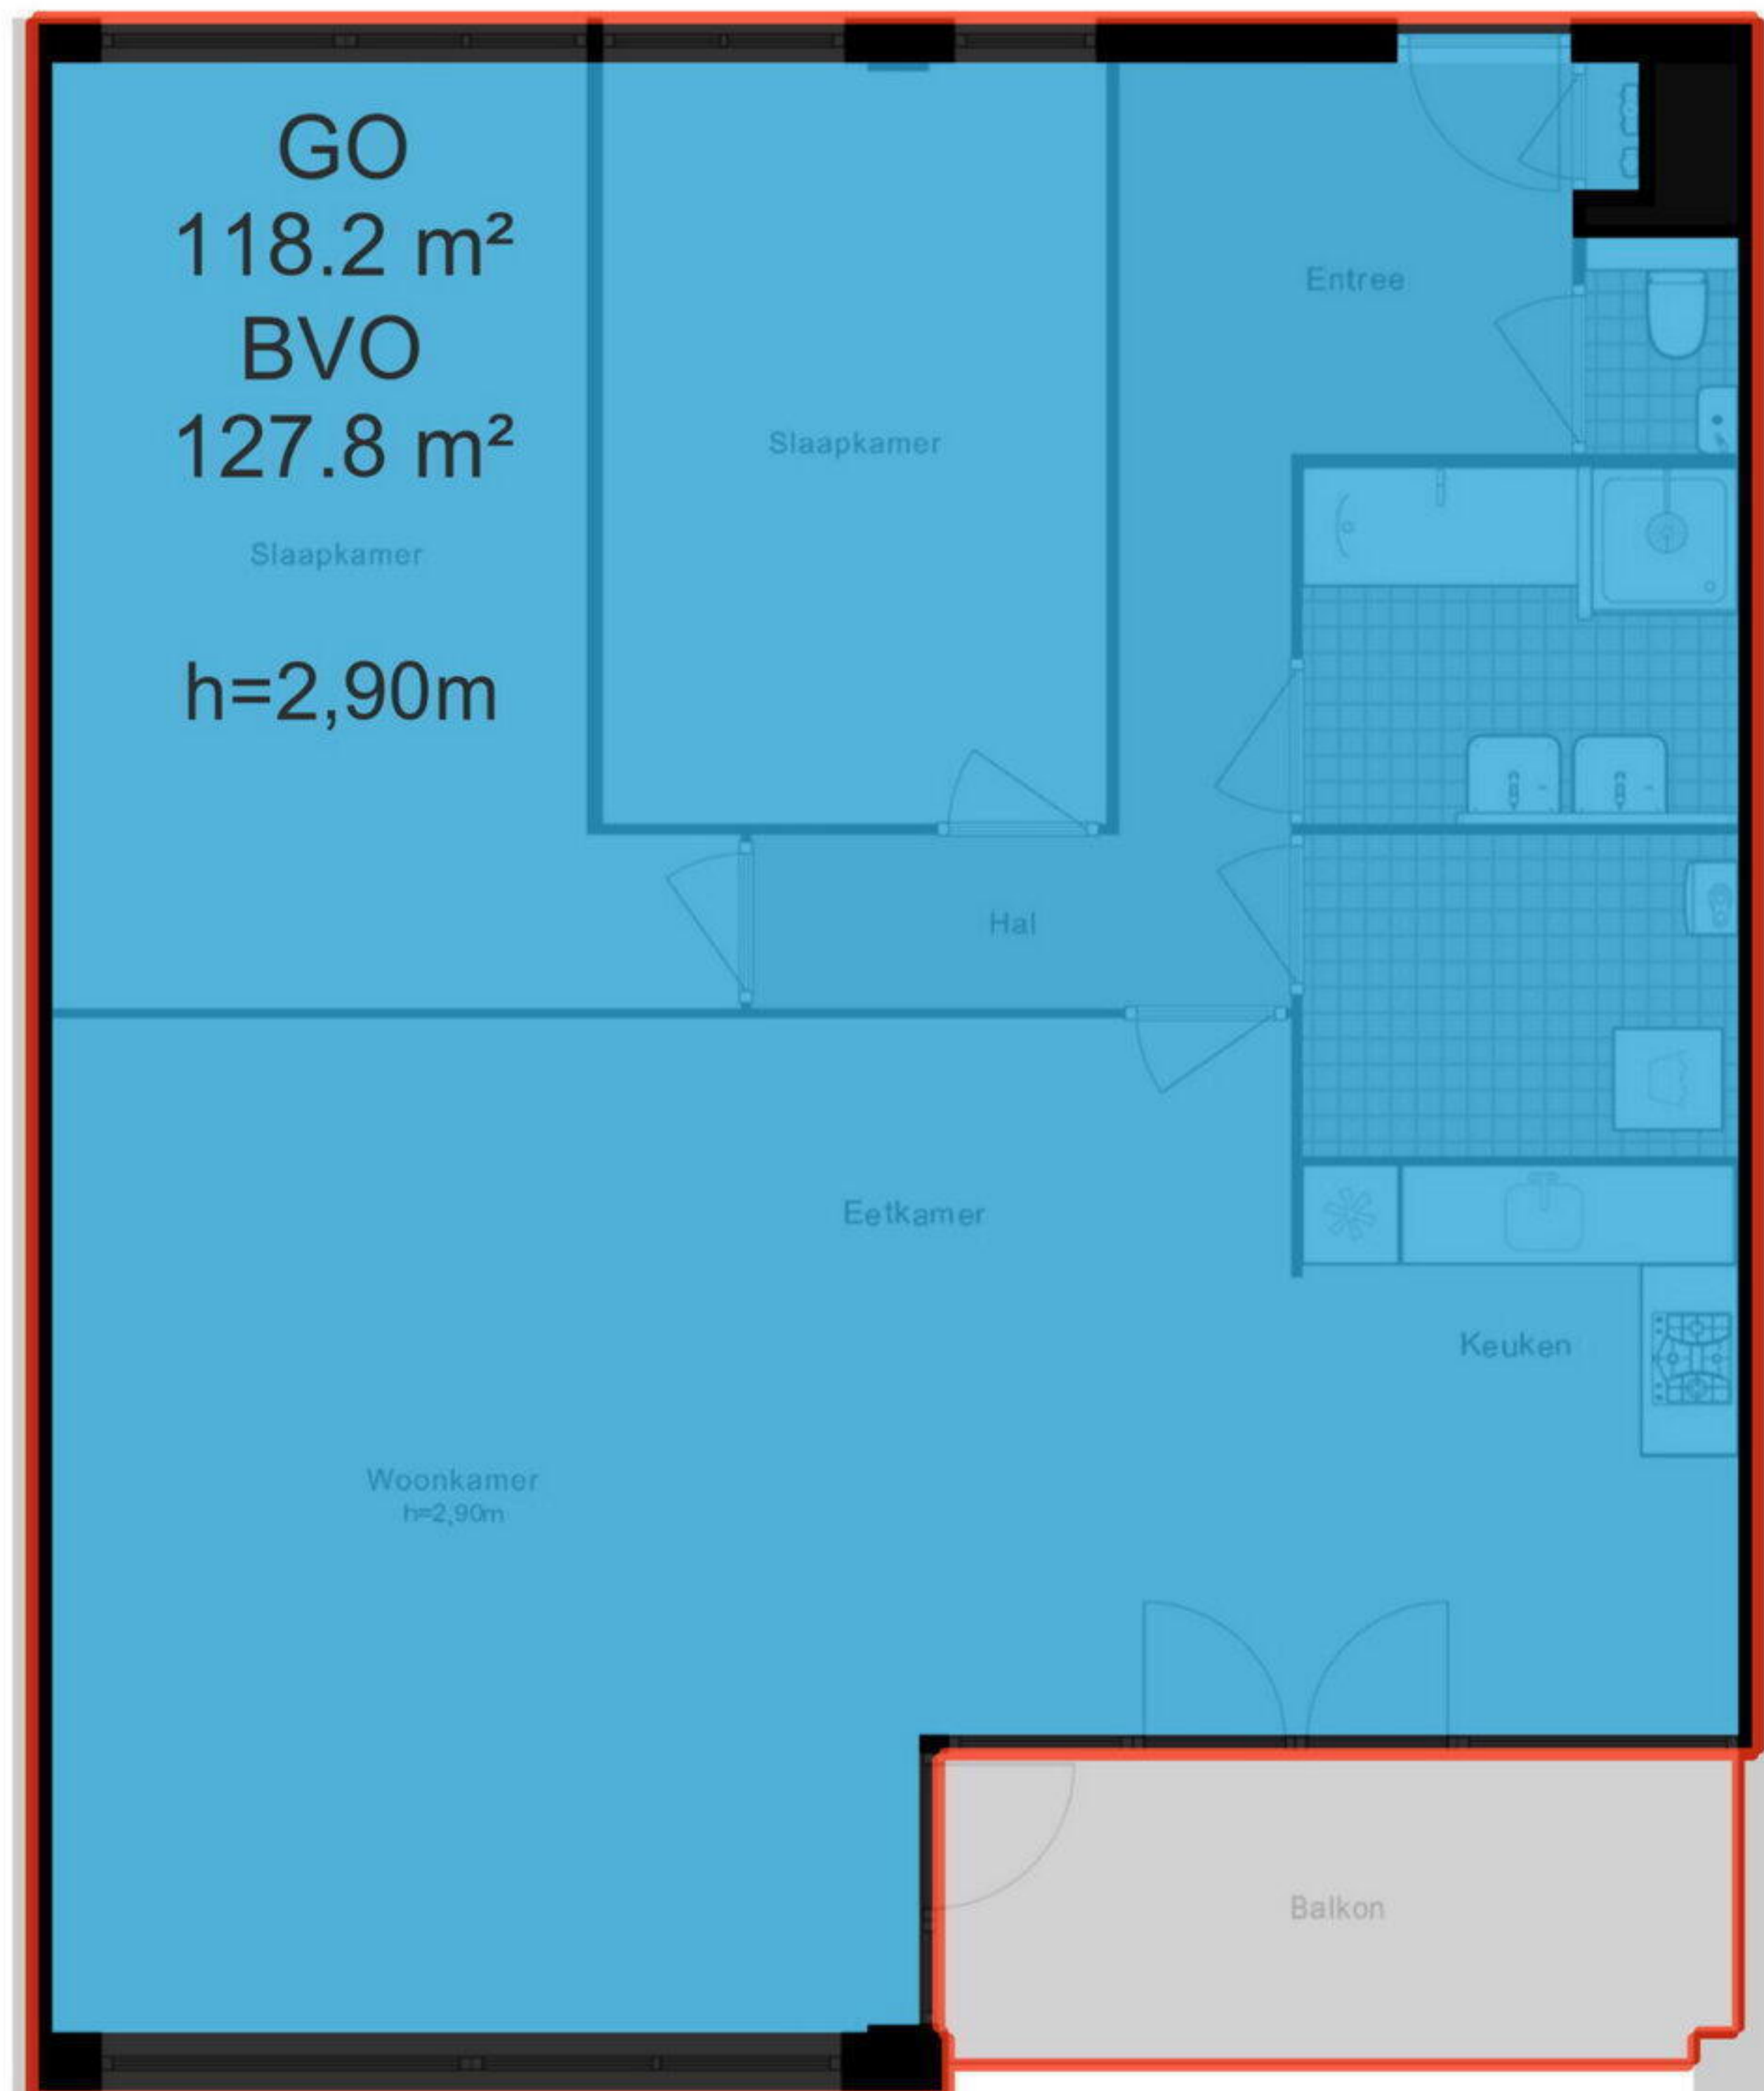 GO
118.2 m²
BVO
127.8 m²
Slaapkamer
h=2,90m
Slaapkamer
Entree
Hal
Eetkamer
Keuken
Woonkamer
h=2,90m
Balkon